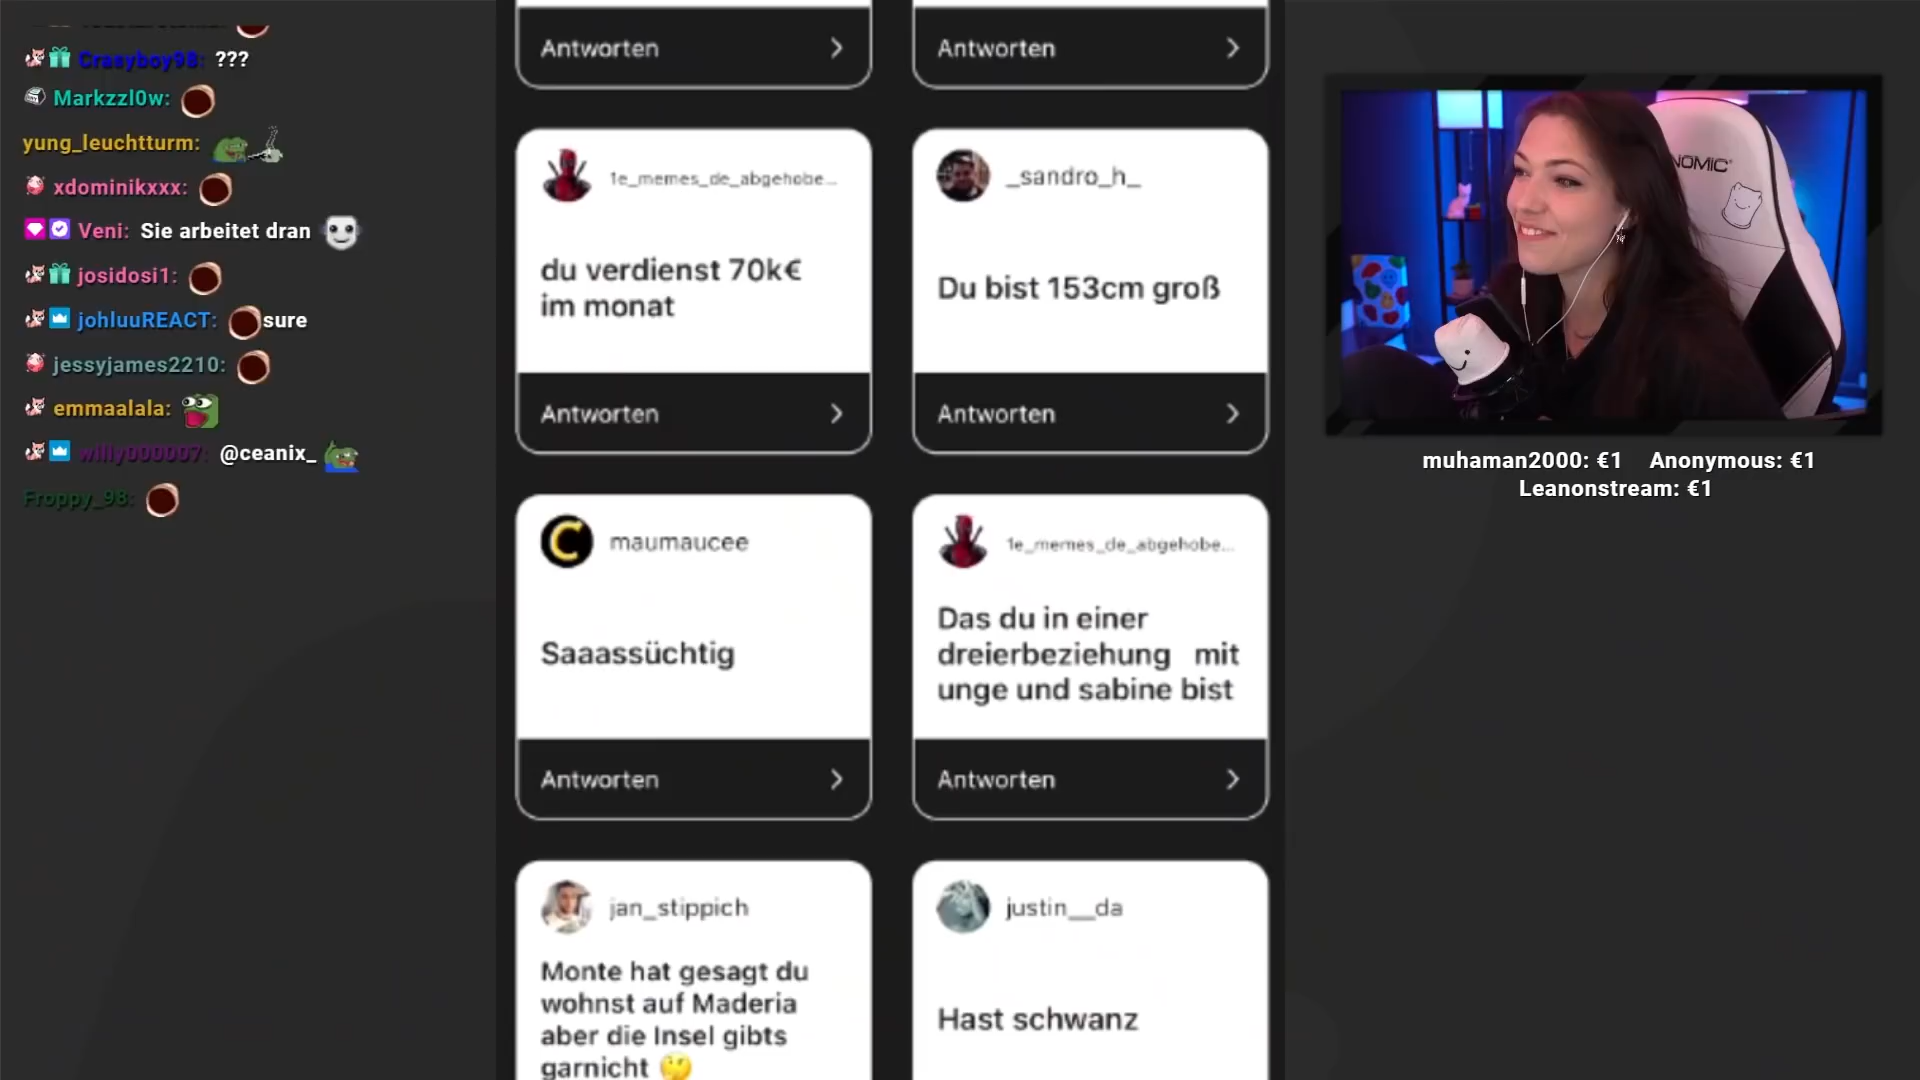 Crasyboy98: ???
Markzzl0w:
yung_leuchtturm:
xdominikxxx:
Veni: Sie arbeitet dran
josidosi1:
johluuREACT: sure
jessyjames2210:
emmaalala:
willy000007: @ceanix_
Froppy_98:
Antworten
Antworten
1e_memes_de_abgehobe...
du verdienst 70k€
im monat
Antworten
_sandro_h_
Du bist 153cm groß
Antworten
maumaucee
Saaassüchtig
Antworten
1e_memes_de_abgehobe...
Das du in einer
dreierbeziehung mit
unge und sabine bist
Antworten
jan_stippich
Monte hat gesagt du
wohnst auf Maderia
aber die Insel gibts
garnicht 🤔
justin__da
Hast schwanz
NOMIC
muhaman2000: €1 Anonymous: €1
Leanonstream: €1